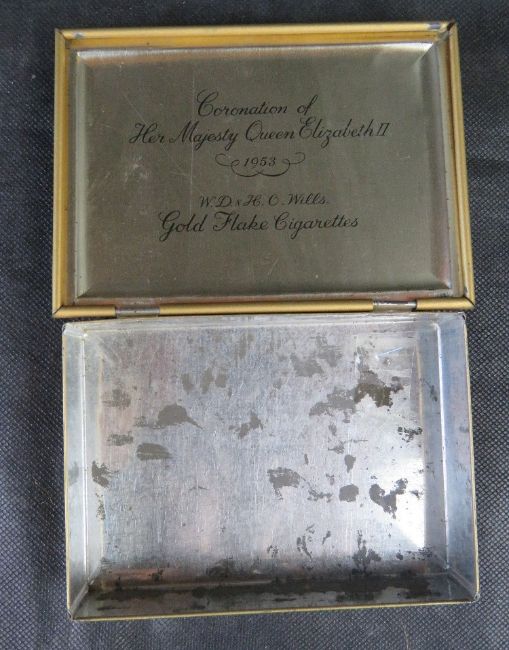 Coronation of
Her Majesty Queen Elizabeth II
1953
W.D. & H.O. Wills.
Gold Flake Cigarettes